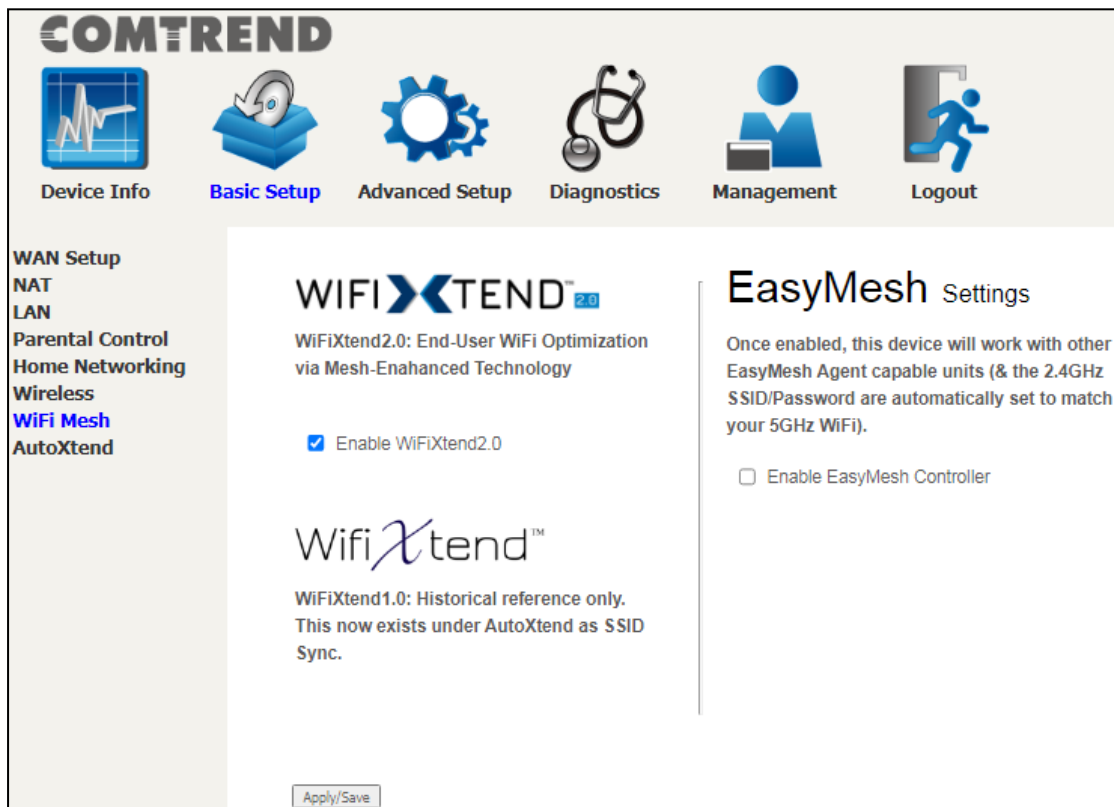 COMTREND
Device Info
Basic Setup
Advanced Setup
Diagnostics
Management
Logout
WAN Setup
NAT
LAN
Parental Control
Home Networking
Wireless
WiFi Mesh
AutoXtend
WIFI XTEND™ 2.0
WiFiXtend2.0: End-User WiFi Optimization
via Mesh-Enahanced Technology
Enable WiFiXtend2.0
WifiXtend™
WiFiXtend1.0: Historical reference only.
This now exists under AutoXtend as SSID
Sync.
EasyMesh Settings
Once enabled, this device will work with other
EasyMesh Agent capable units (& the 2.4GHz
SSID/Password are automatically set to match
your 5GHz WiFi).
Enable EasyMesh Controller
Apply/Save